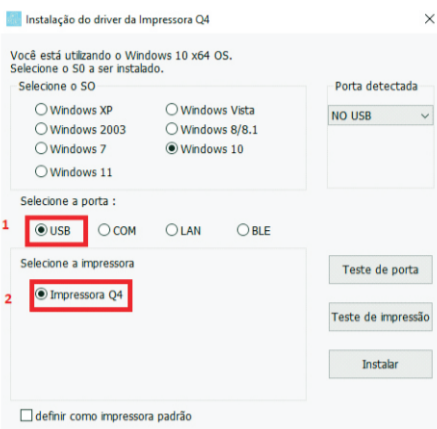 Instalação do driver da Impressora Q4
Você está utilizando o Windows 10 x64 OS.
Selecione o S0 a ser instalado.
Selecione o SO
Porta detectada
Windows XP
Windows Vista
NO USB
Windows 2003
Windows 8/8.1
Windows 7
Windows 10
Windows 11
Selecione a porta :
1
USB
COM
LAN
BLE
Selecione a impressora
Teste de porta
2
Impressora Q4
Teste de impressão
Instalar
definir como impressora padrão